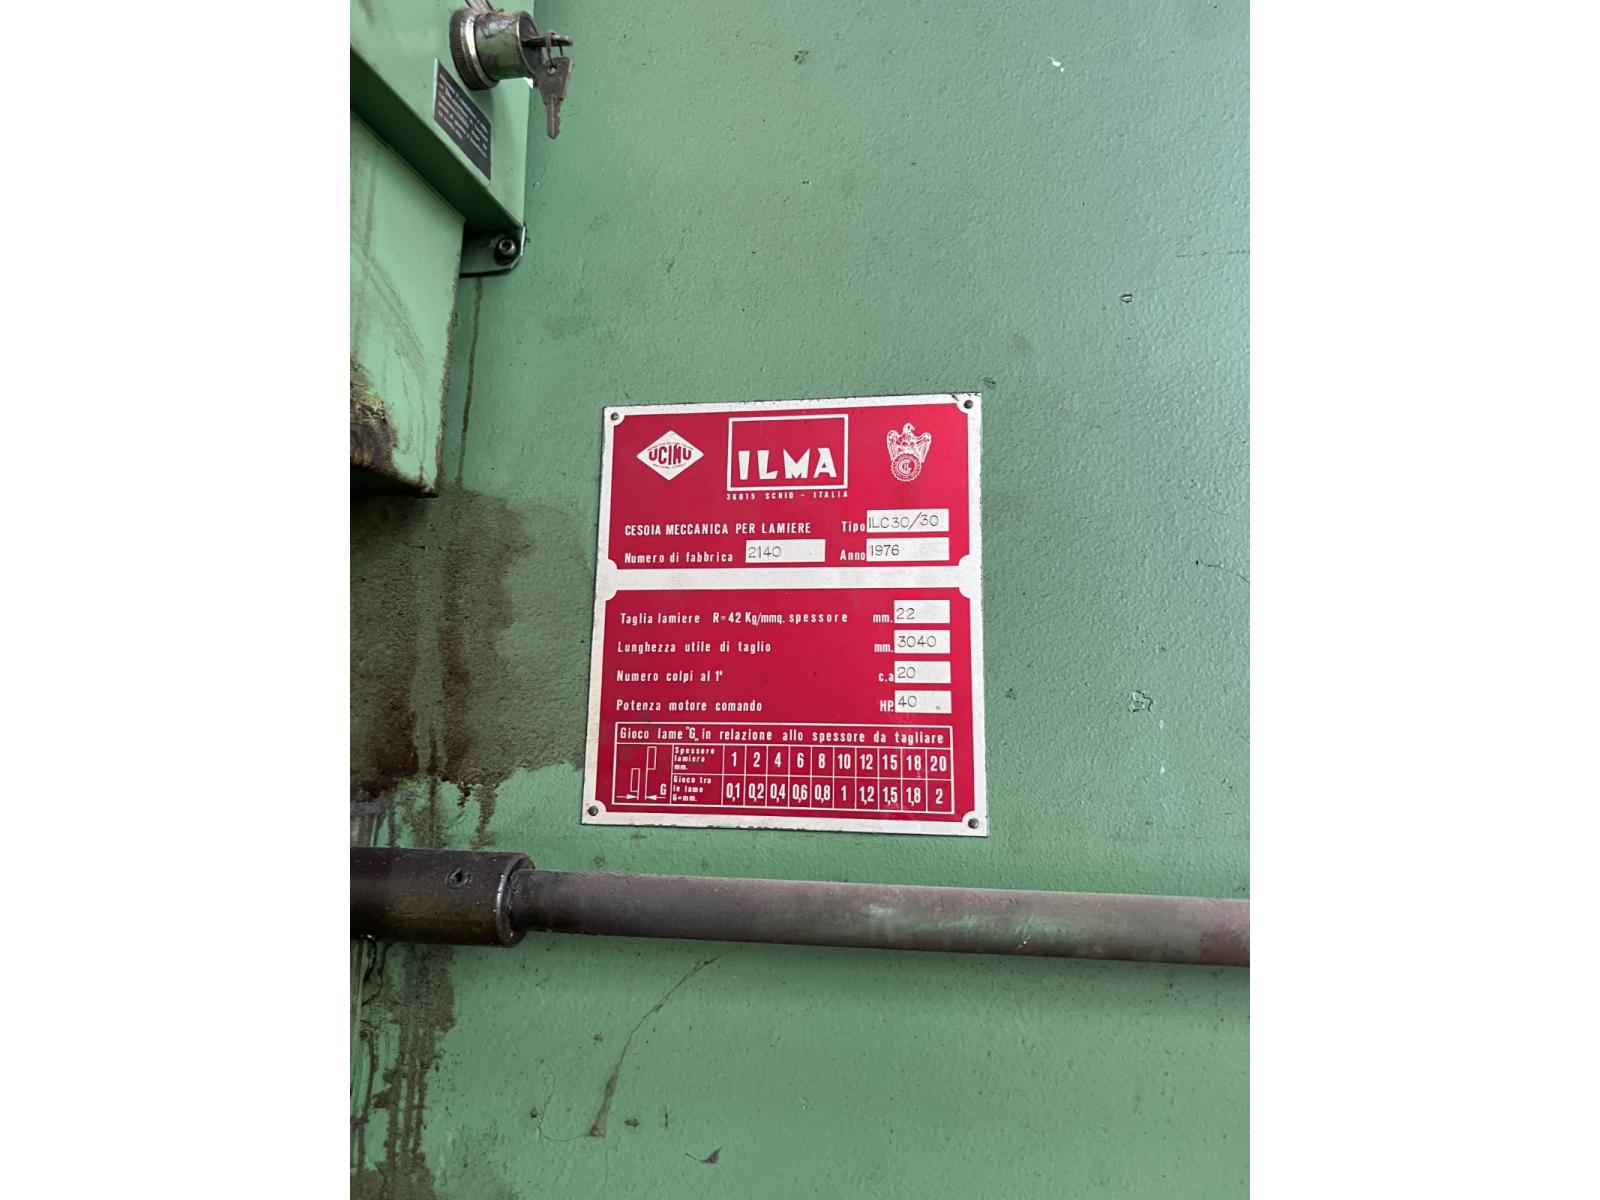 UCIMU
ILMA
36015 SCHIO - ITALIA
CESOIA MECCANICA PER LAMIERE Tipo ILC30/30
Numero di fabbrica 2140 Anno 1976
Taglia lamiere R=42 Kg/mmq. spessore mm. 22
Lunghezza utile di taglio mm. 3040
Numero colpi al 1° c.a 20
Potenza motore comando HP. 40
Gioco lame "G" in relazione allo spessore da tagliare
Spessore lamiera mm. 1 2 4 6 8 10 12 15 18 20
G Gioco tra le lame G=mm. 0,1 0,2 0,4 0,6 0,8 1 1,2 1,5 1,8 2